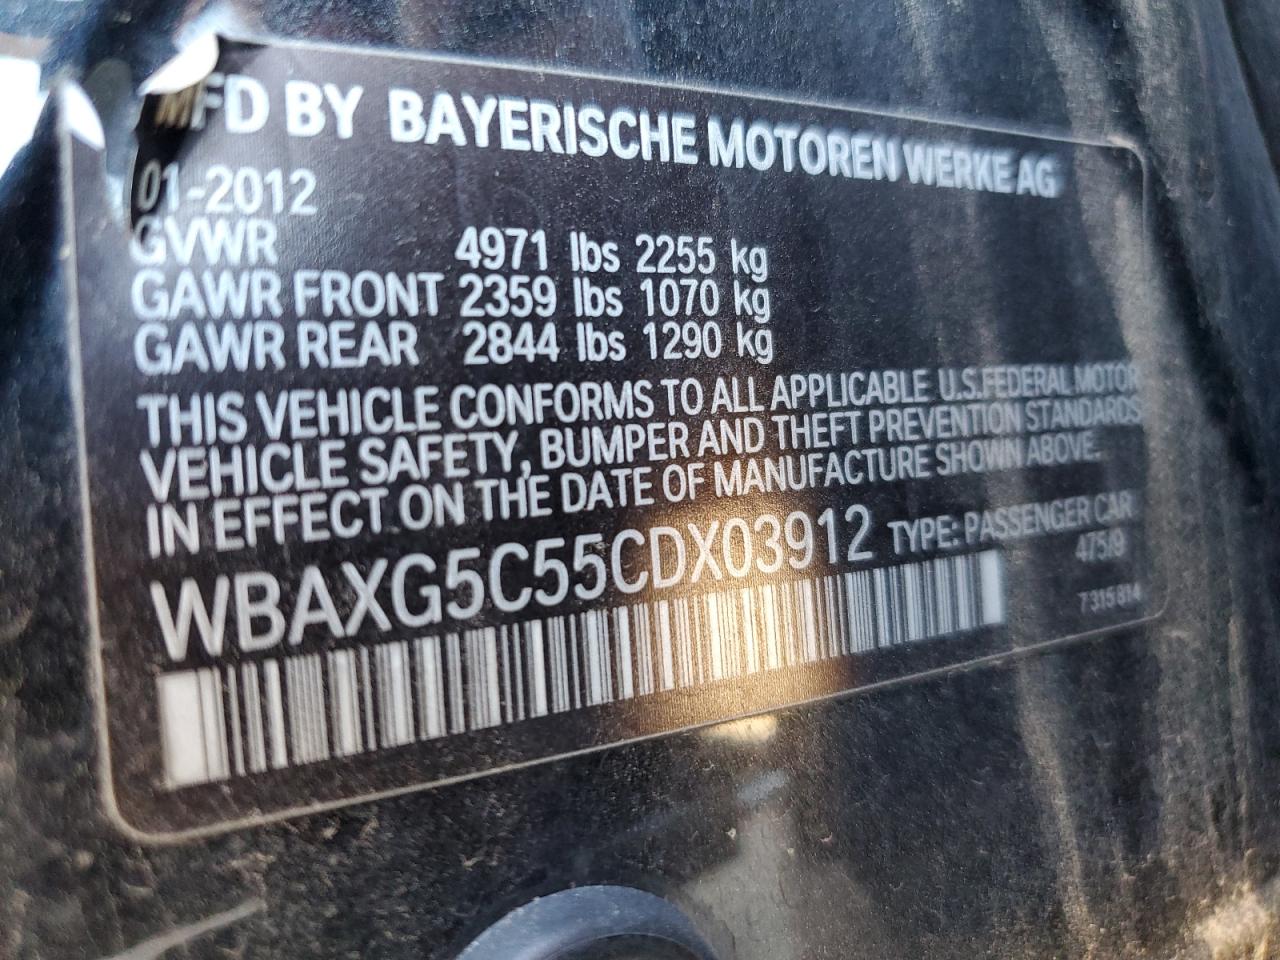 MFD BY BAYERISCHE MOTOREN WERKE AG
01-2012
GVWR 4971 lbs 2255 kg
GAWR FRONT 2359 lbs 1070 kg
GAWR REAR 2844 lbs 1290 kg
THIS VEHICLE CONFORMS TO ALL APPLICABLE U.S.FEDERAL MOTOR
VEHICLE SAFETY, BUMPER AND THEFT PREVENTION STANDARDS
IN EFFECT ON THE DATE OF MANUFACTURE SHOWN ABOVE.
WBAXG5C55CDX03912 TYPE: PASSENGER CAR
475/9
7 315 814